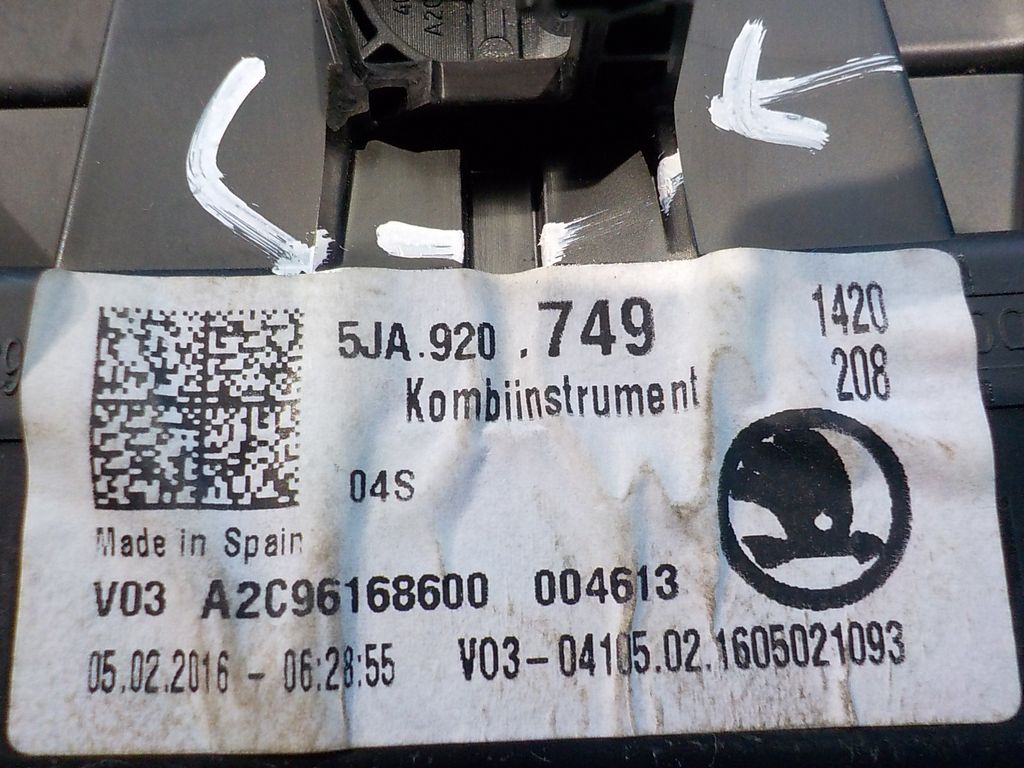 A2C
5JA.920 .749
1420
208
Kombiinstrument
04S
Made in Spain
V03 A2C96168600 004613
05.02.2016 - 06:28:55
V03-04105.02.1605021093